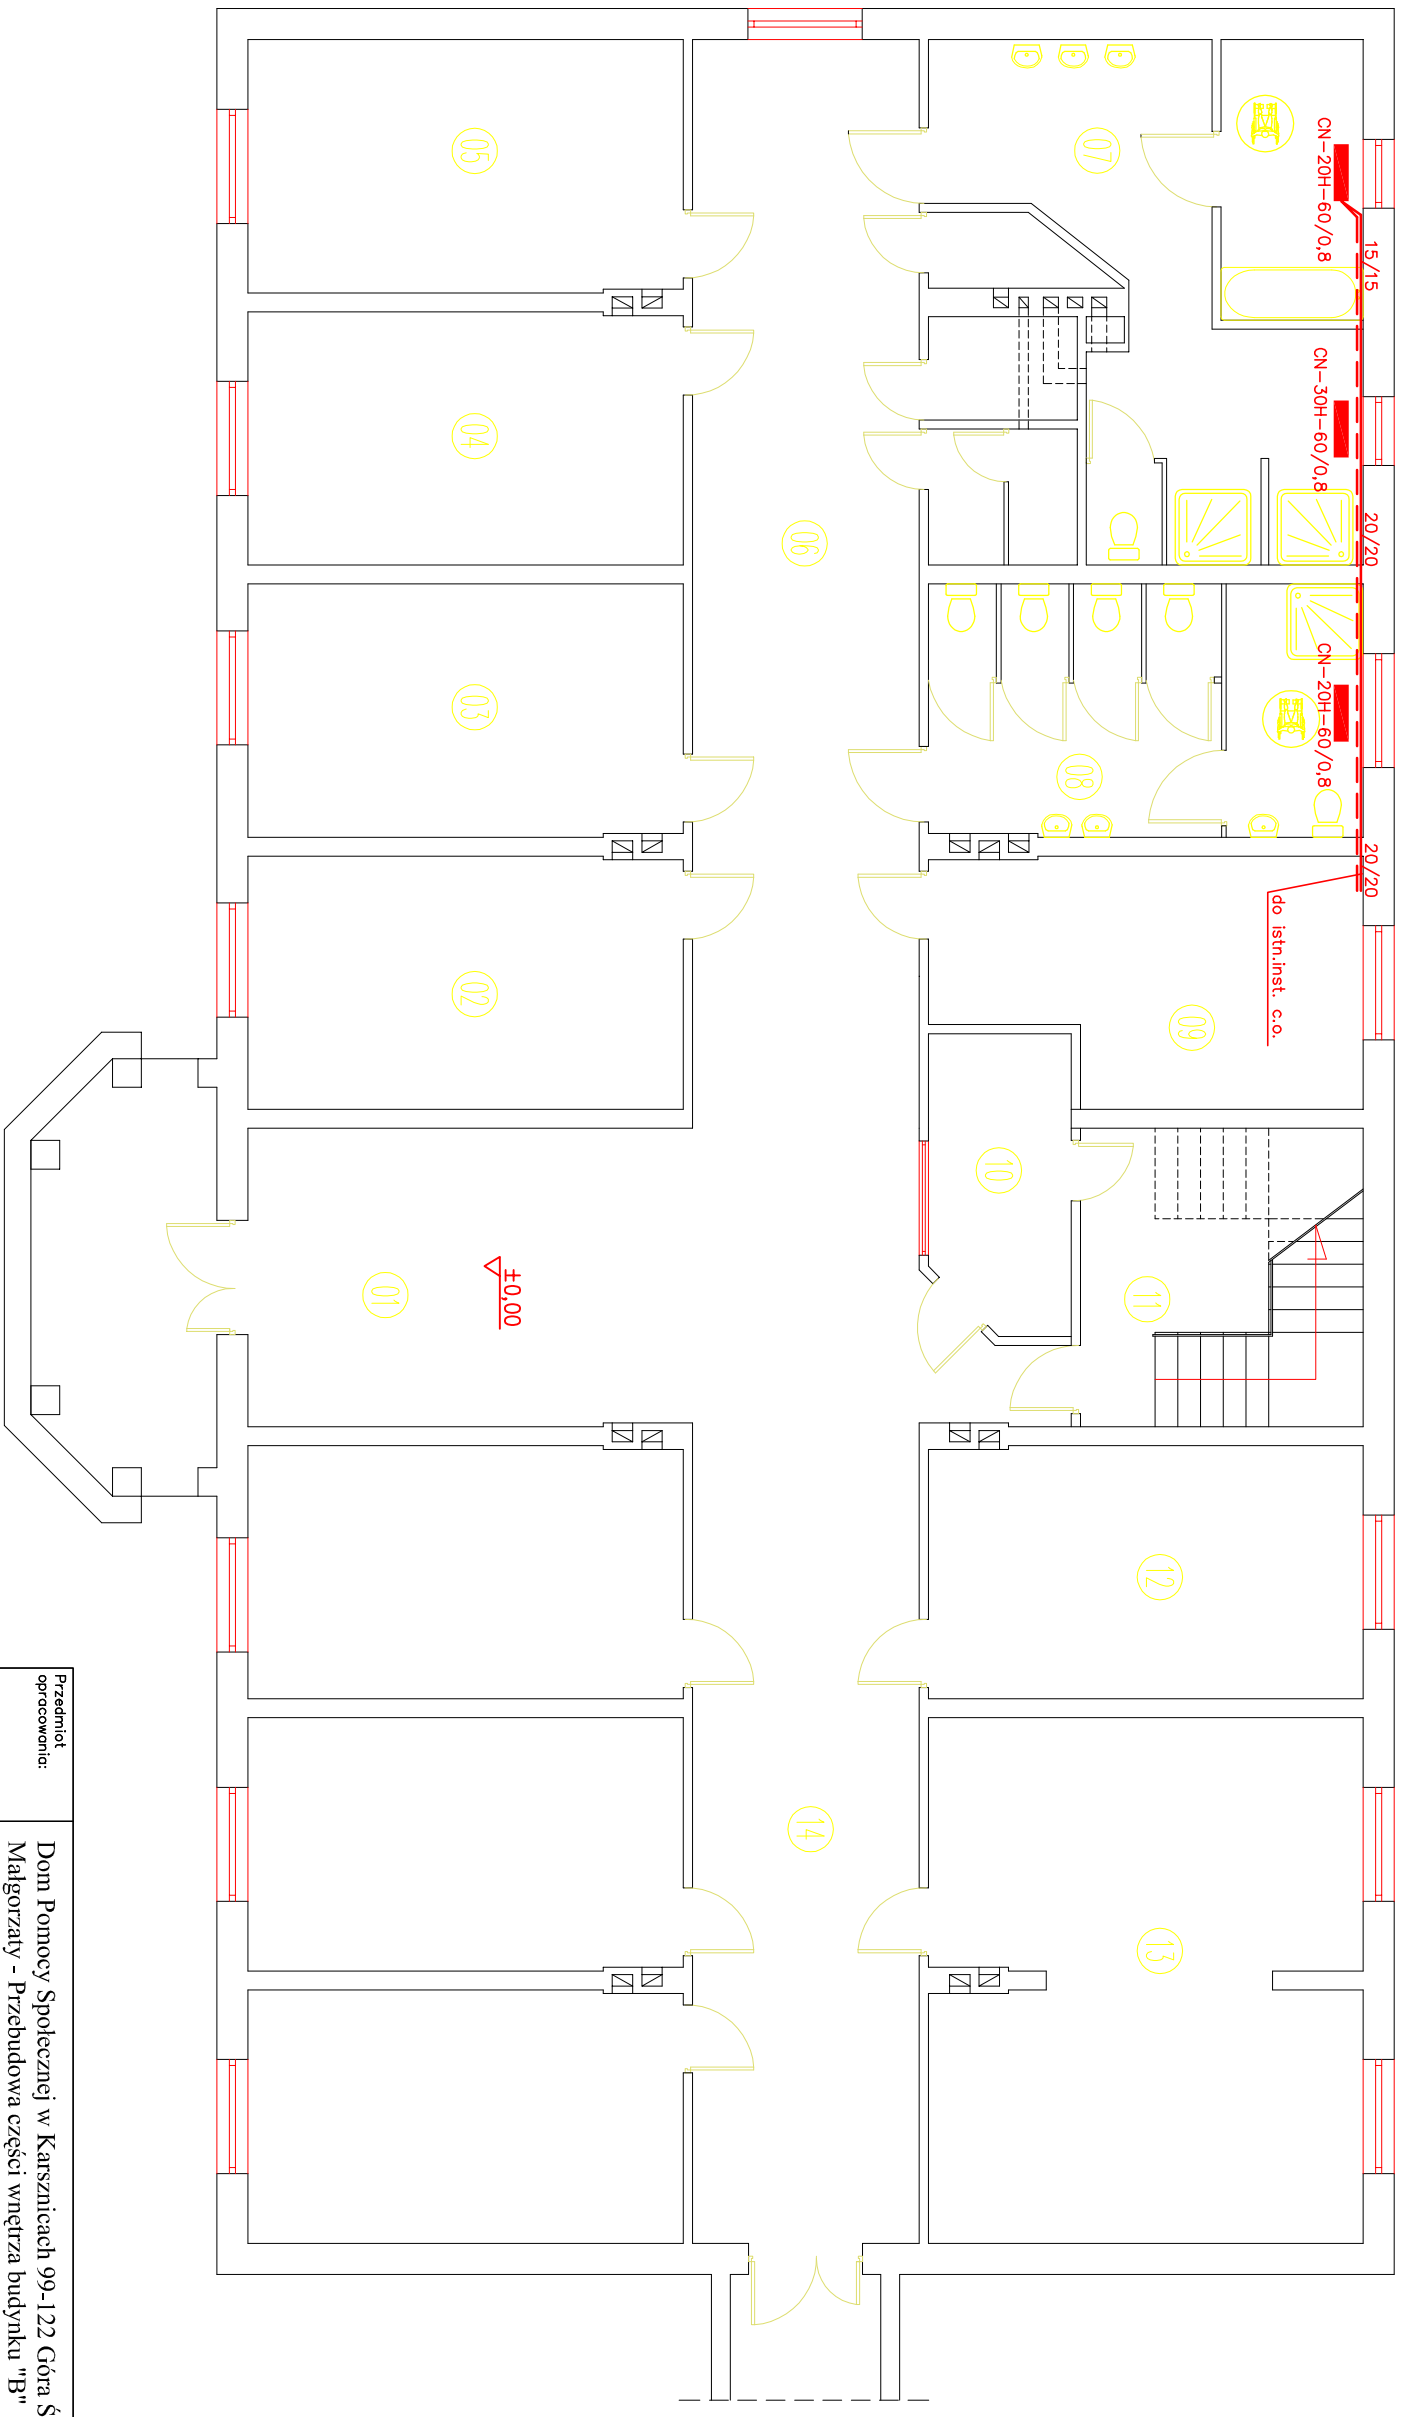 CN-20H-60/0,8
15/15
CN-30H-60/0,8
20/20
CN-20H-60/0,8
20/20
do istn.inst. c.o.
07
05
04
06
03
08
02
09
10
11
01
±0,00
12
14
13
Przedmiot
opracowania:
Dom Pomocy Społecznej w Karsznicach 99-122 Góra Ś
Małgorzaty - Przebudowa części wnętrza budynku "B"